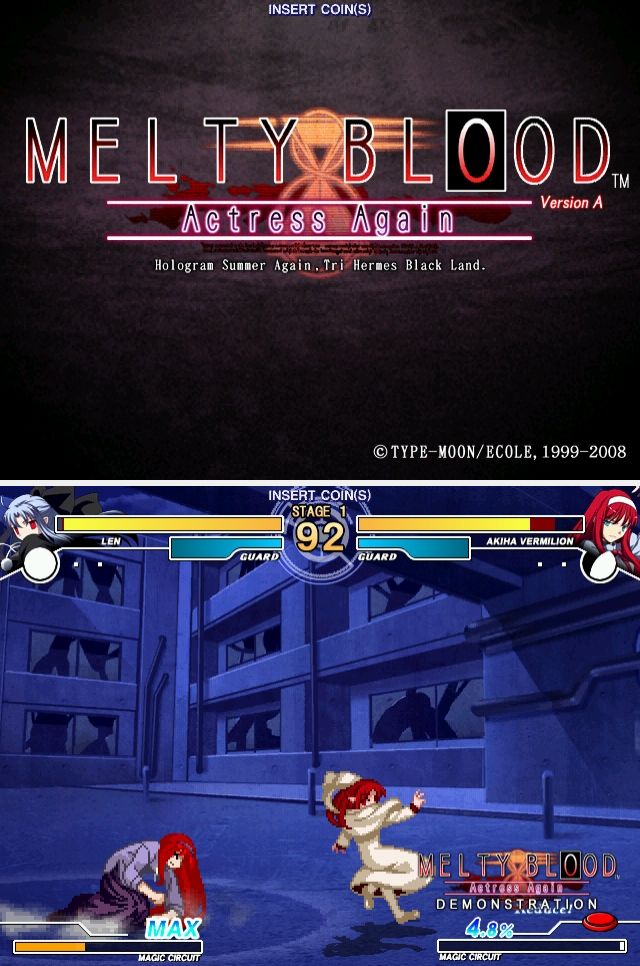 INSERT COIN(S)
MELTY BLOOD TM
Version A
Actress Again
Hologram Summer Again,Tri Hermes Black Land.
©TYPE-MOON/ECOLE,1999-2008
INSERT COIN(S)
STAGE 1
92
LEN
AKIHA VERMILION
GUARD
GUARD
MELTY BLOOD
Actress Again
DEMONSTRATION
MAX
4.8%
MAGIC CIRCUIT
MAGIC CIRCUIT